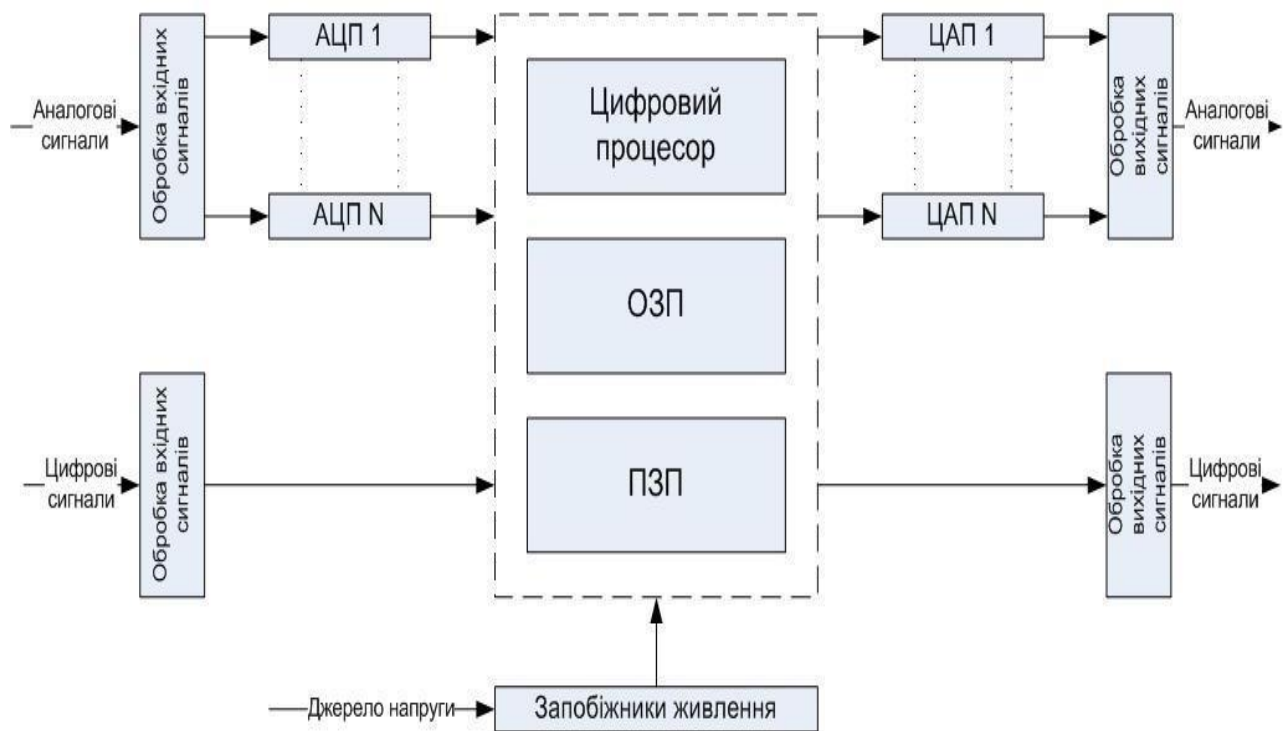 Аналогові
сигнали
Обробка вхідних
сигналів
АЦП 1
АЦП N
Цифровий
процесор
ОЗП
ПЗП
ЦАП 1
ЦАП N
Обробка
вихідних
сигналів
Аналогові
сигнали
Цифрові
сигнали
Обробка вхідних
сигналів
Обробка
вихідних
сигналів
Цифрові
сигнали
Джерело напруги
Запобіжники живлення